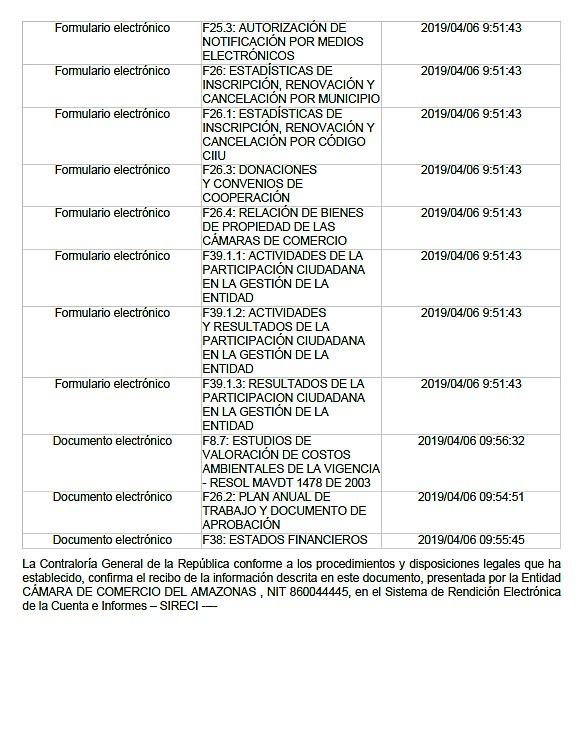 Formulario electrónico F25.3: AUTORIZACIÓN DE 2019/04/06 9:51:43
NOTIFICACIÓN POR MEDIOS
ELECTRÓNICOS
Formulario electrónico F26: ESTADÍSTICAS DE 2019/04/06 9:51:43
INSCRIPCIÓN, RENOVACIÓN Y
CANCELACIÓN POR MUNICIPIO
Formulario electrónico F26.1: ESTADÍSTICAS DE 2019/04/06 9:51:43
INSCRIPCIÓN, RENOVACIÓN Y
CANCELACIÓN POR CÓDIGO
CIIU
Formulario electrónico F26.3: DONACIONES 2019/04/06 9:51:43
Y CONVENIOS DE
COOPERACIÓN
Formulario electrónico F26.4: RELACIÓN DE BIENES 2019/04/06 9:51:43
DE PROPIEDAD DE LAS
CÁMARAS DE COMERCIO
Formulario electrónico F39.1.1: ACTIVIDADES DE LA 2019/04/06 9:51:43
PARTICIPACIÓN CIUDADANA
EN LA GESTIÓN DE LA
ENTIDAD
Formulario electrónico F39.1.2: ACTIVIDADES 2019/04/06 9:51:43
Y RESULTADOS DE LA
PARTICIPACIÓN CIUDADANA
EN LA GESTIÓN DE LA
ENTIDAD
Formulario electrónico F39.1.3: RESULTADOS DE LA 2019/04/06 9:51:43
PARTICIPACION CIUDADANA
EN LA GESTIÓN DE LA
ENTIDAD
Documento electrónico F8.7: ESTUDIOS DE 2019/04/06 09:56:32
VALORACIÓN DE COSTOS
AMBIENTALES DE LA VIGENCIA
- RESOL MAVDT 1478 DE 2003
Documento electrónico F26.2: PLAN ANUAL DE 2019/04/06 09:54:51
TRABAJO Y DOCUMENTO DE
APROBACIÓN
Documento electrónico F38: ESTADOS FINANCIEROS 2019/04/06 09:55:45
La Contraloría General de la República conforme a los procedimientos y disposiciones legales que ha
establecido, confirma el recibo de la información descrita en este documento, presentada por la Entidad
CÁMARA DE COMERCIO DEL AMAZONAS , NIT 860044445, en el Sistema de Rendición Electrónica
de la Cuenta e Informes – SIRECI ----